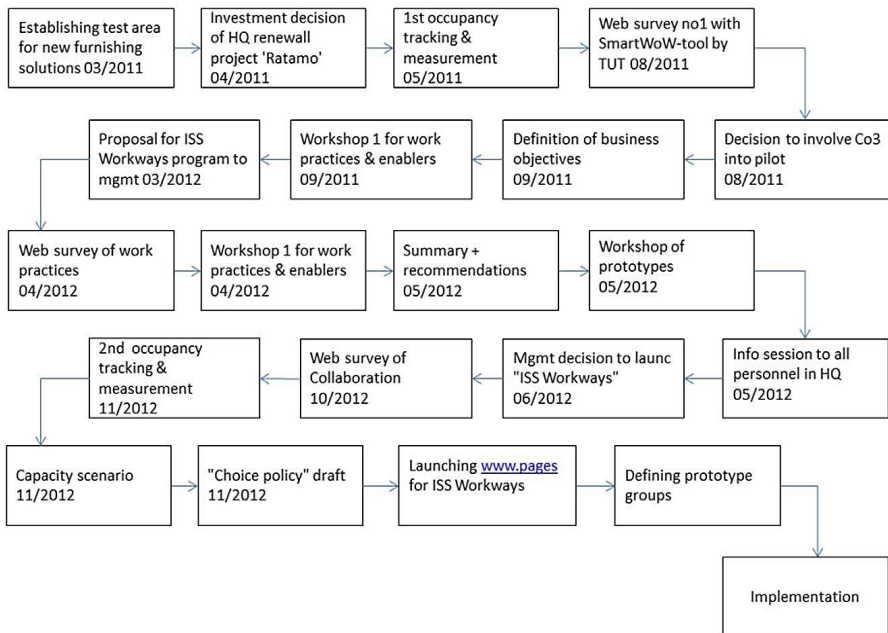 Establishing test area
for new furnishing
solutions 03/2011
Investment decision
of HQ renewall
project 'Ratamo'
04/2011
1st occupancy
tracking &
measurement
05/2011
Web survey no1 with
SmartWoW-tool by
TUT 08/2011
Decision to involve Co3
into pilot
08/2011
Definition of business
objectives
09/2011
Workshop 1 for work
practices & enablers
09/2011
Proposal for ISS
Workways program to
mgmt 03/2012
Web survey of work
practices
04/2012
Workshop 1 for work
practices & enablers
04/2012
Summary +
recommendations
05/2012
Workshop of
prototypes
05/2012
Info session to all
personnel in HQ
05/2012
Mgmt decision to launc
"ISS Workways"
06/2012
Web survey of
Collaboration
10/2012
2nd occupancy
tracking &
measurement
11/2012
Capacity scenario
11/2012
"Choice policy" draft
11/2012
Launching www.pages
for ISS Workways
Defining prototype
groups
Implementation